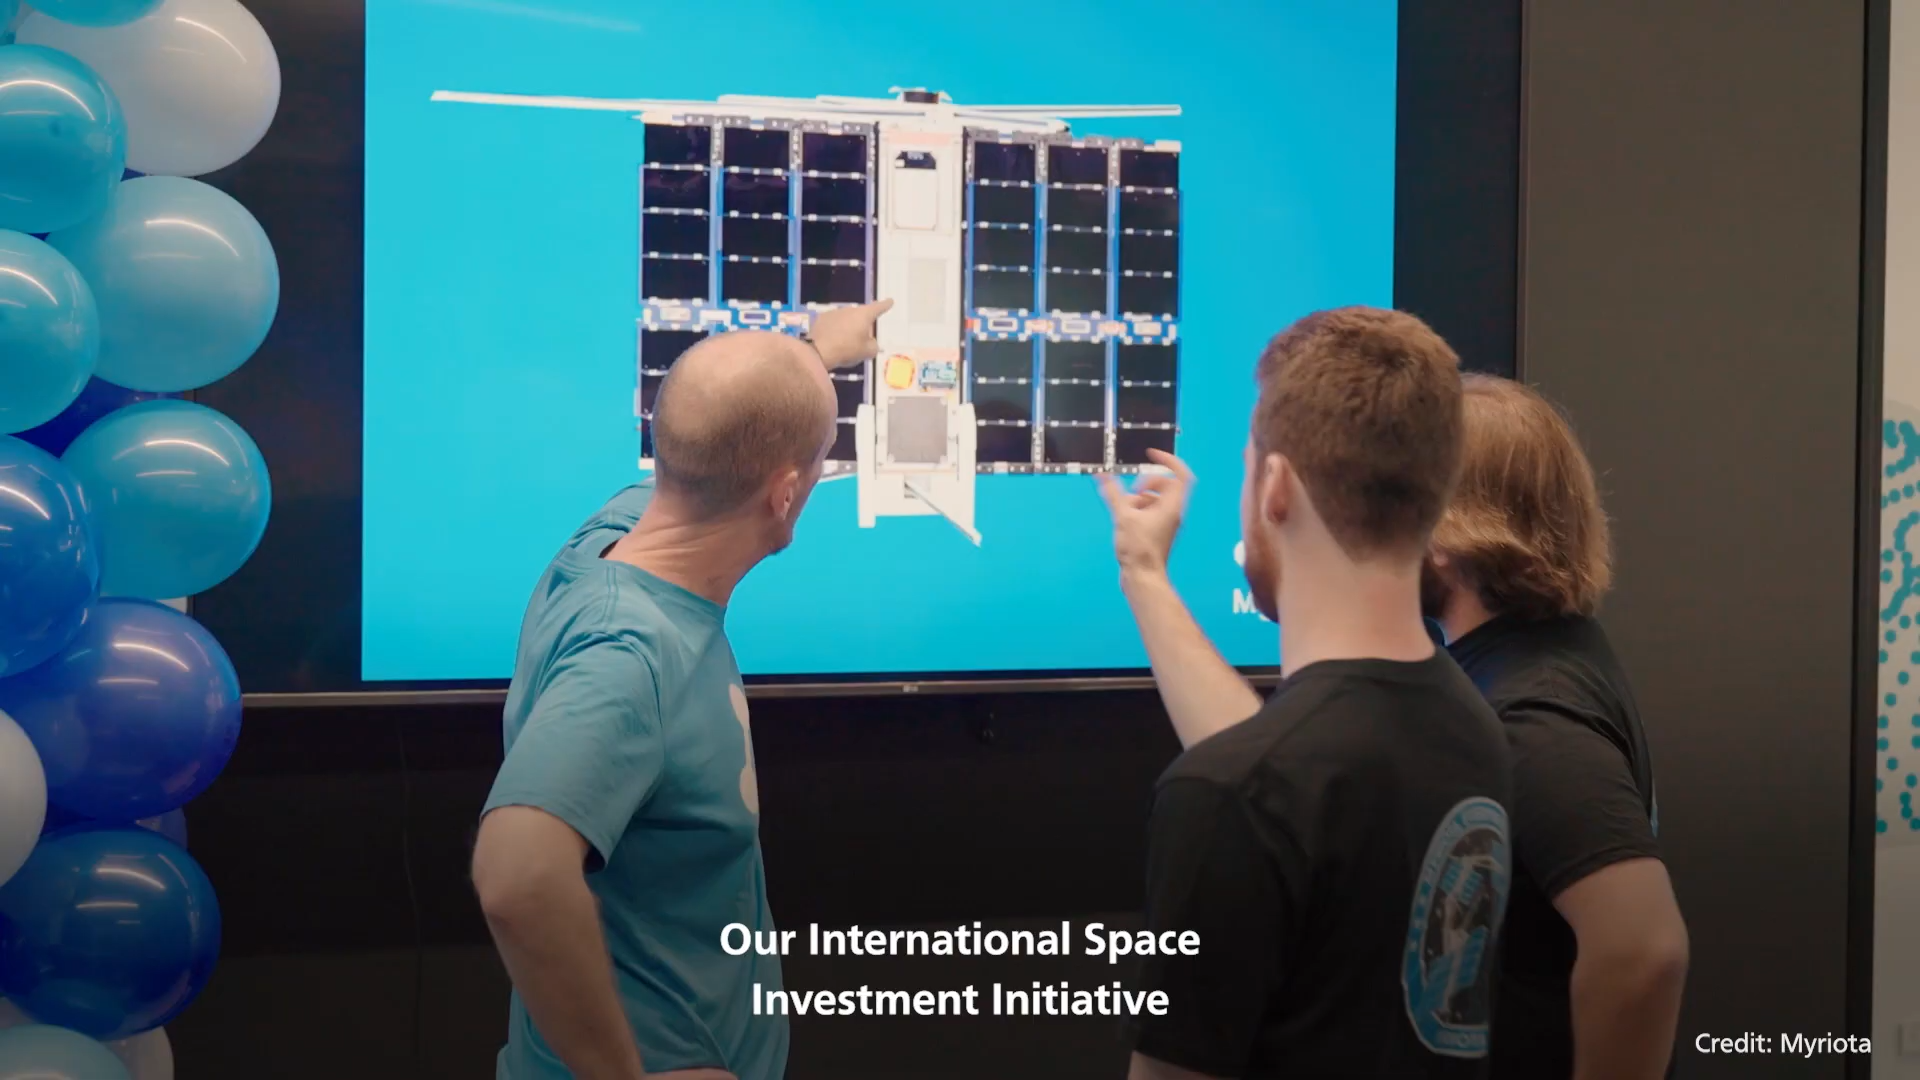 Our International Space
Investment Initiative
Credit: Myriota